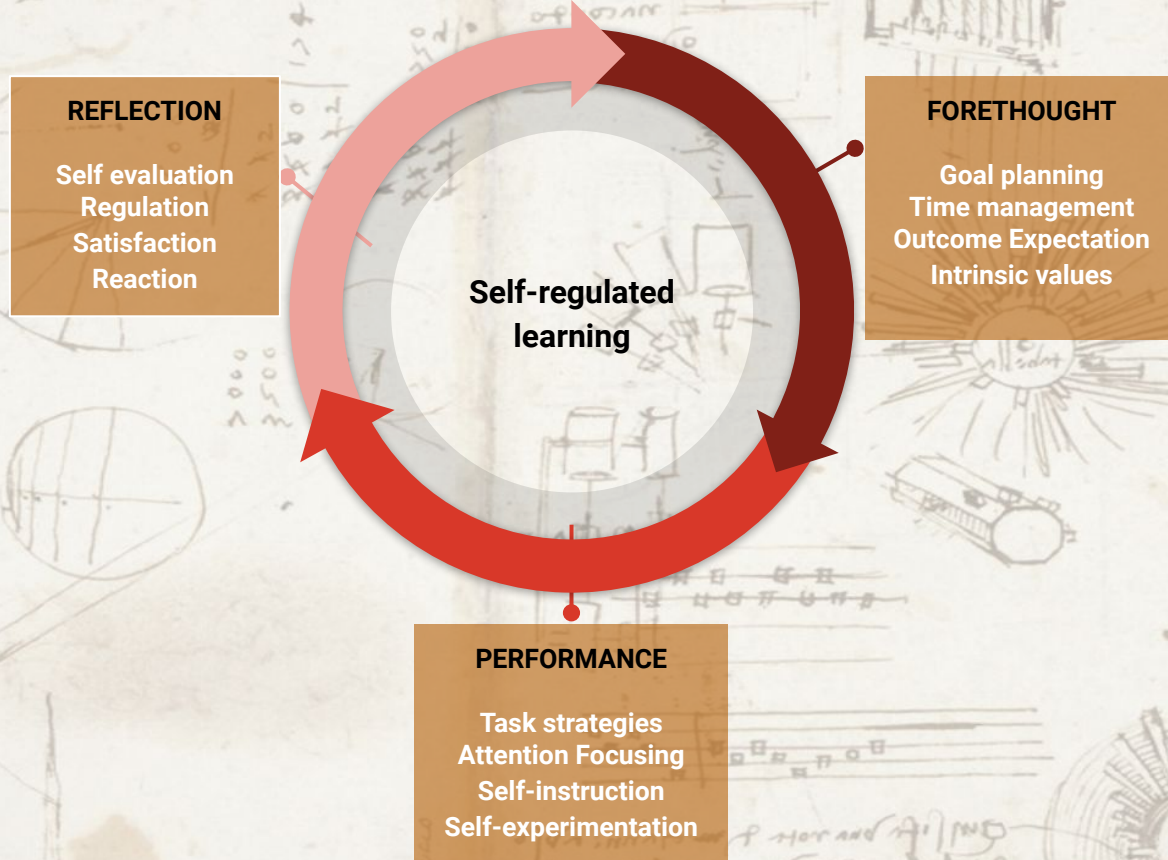 REFLECTION
Self evaluation
Regulation
Satisfaction
Reaction
FORETHOUGHT
Goal planning
Time management
Outcome Expectation
Intrinsic values
Self-regulated
learning
PERFORMANCE
Task strategies
Attention Focusing
Self-instruction
Self-experimentation